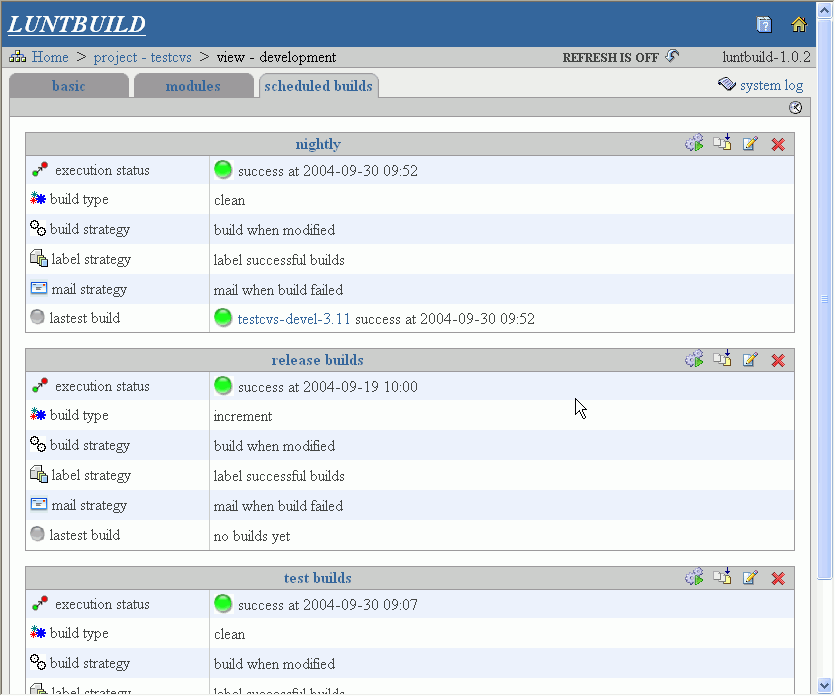 LUNTBUILD
Home > project - testcvs > view - development REFRESH IS OFF luntbuild-1.0.2
basic modules scheduled builds system log
nightly
execution status success at 2004-09-30 09:52
build type clean
build strategy build when modified
label strategy label successful builds
mail strategy mail when build failed
lastest build testcvs-devel-3.11 success at 2004-09-30 09:52
release builds
execution status success at 2004-09-19 10:00
build type increment
build strategy build when modified
label strategy label successful builds
mail strategy mail when build failed
lastest build no builds yet
test builds
execution status success at 2004-09-30 09:07
build type clean
build strategy build when modified
label strategy label successful builds